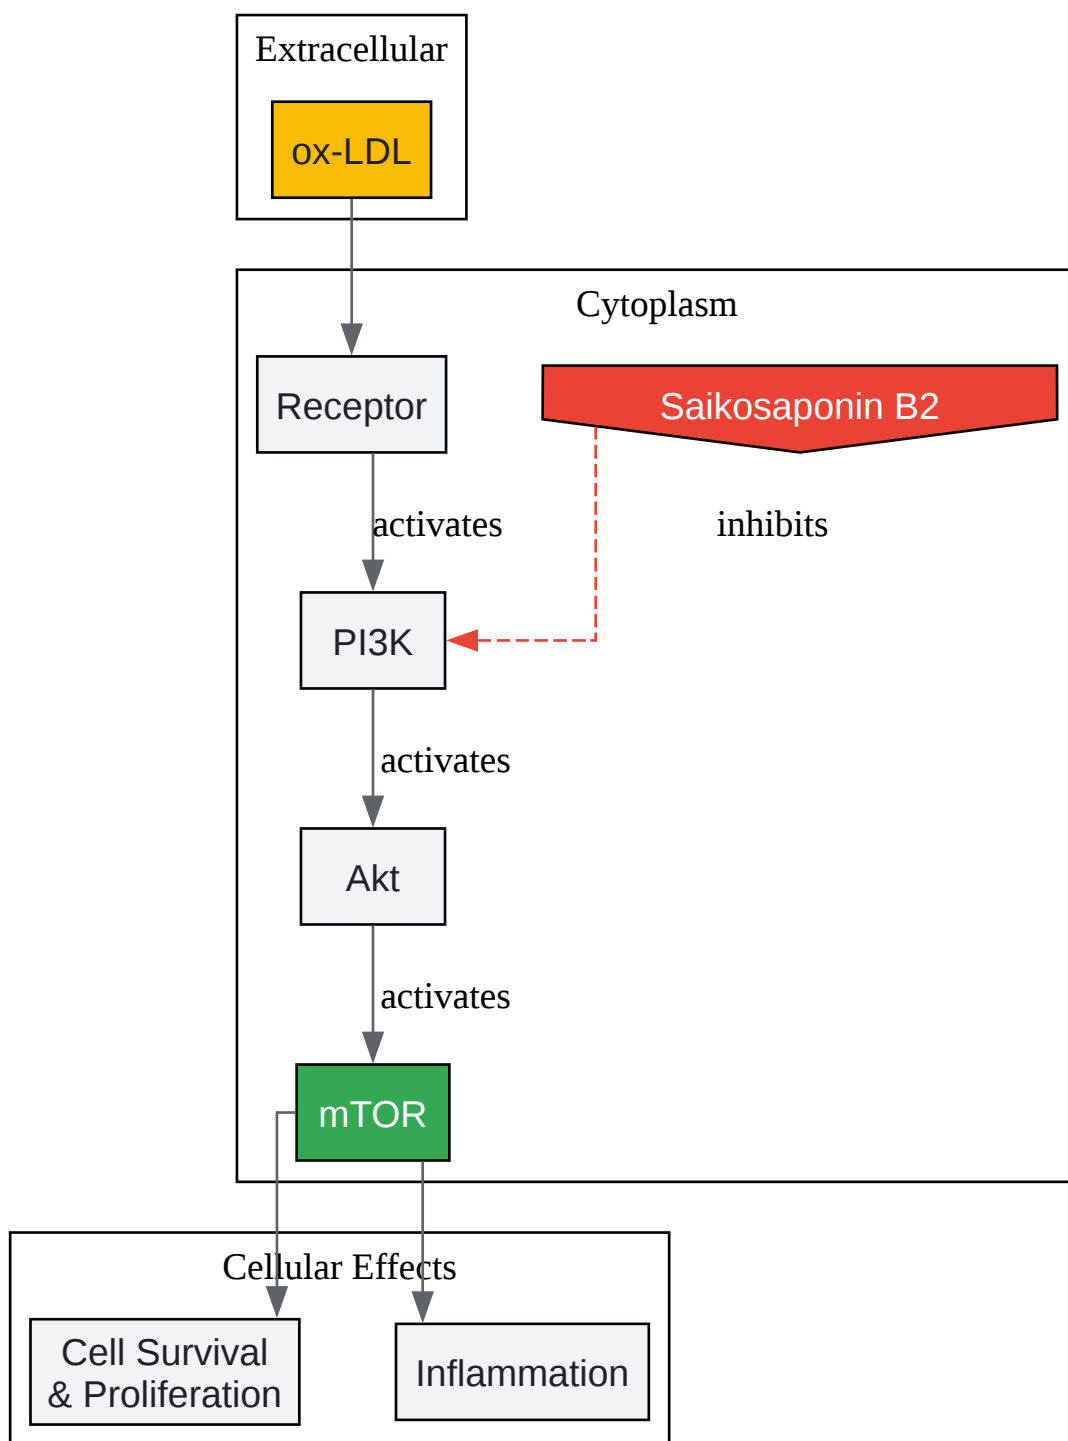 Extracellular
ox-LDL
Cytoplasm
Receptor
Saikosaponin B2
activates
inhibits
PI3K
activates
Akt
activates
mTOR
Cellular Effects
Cell Survival
& Proliferation
Inflammation